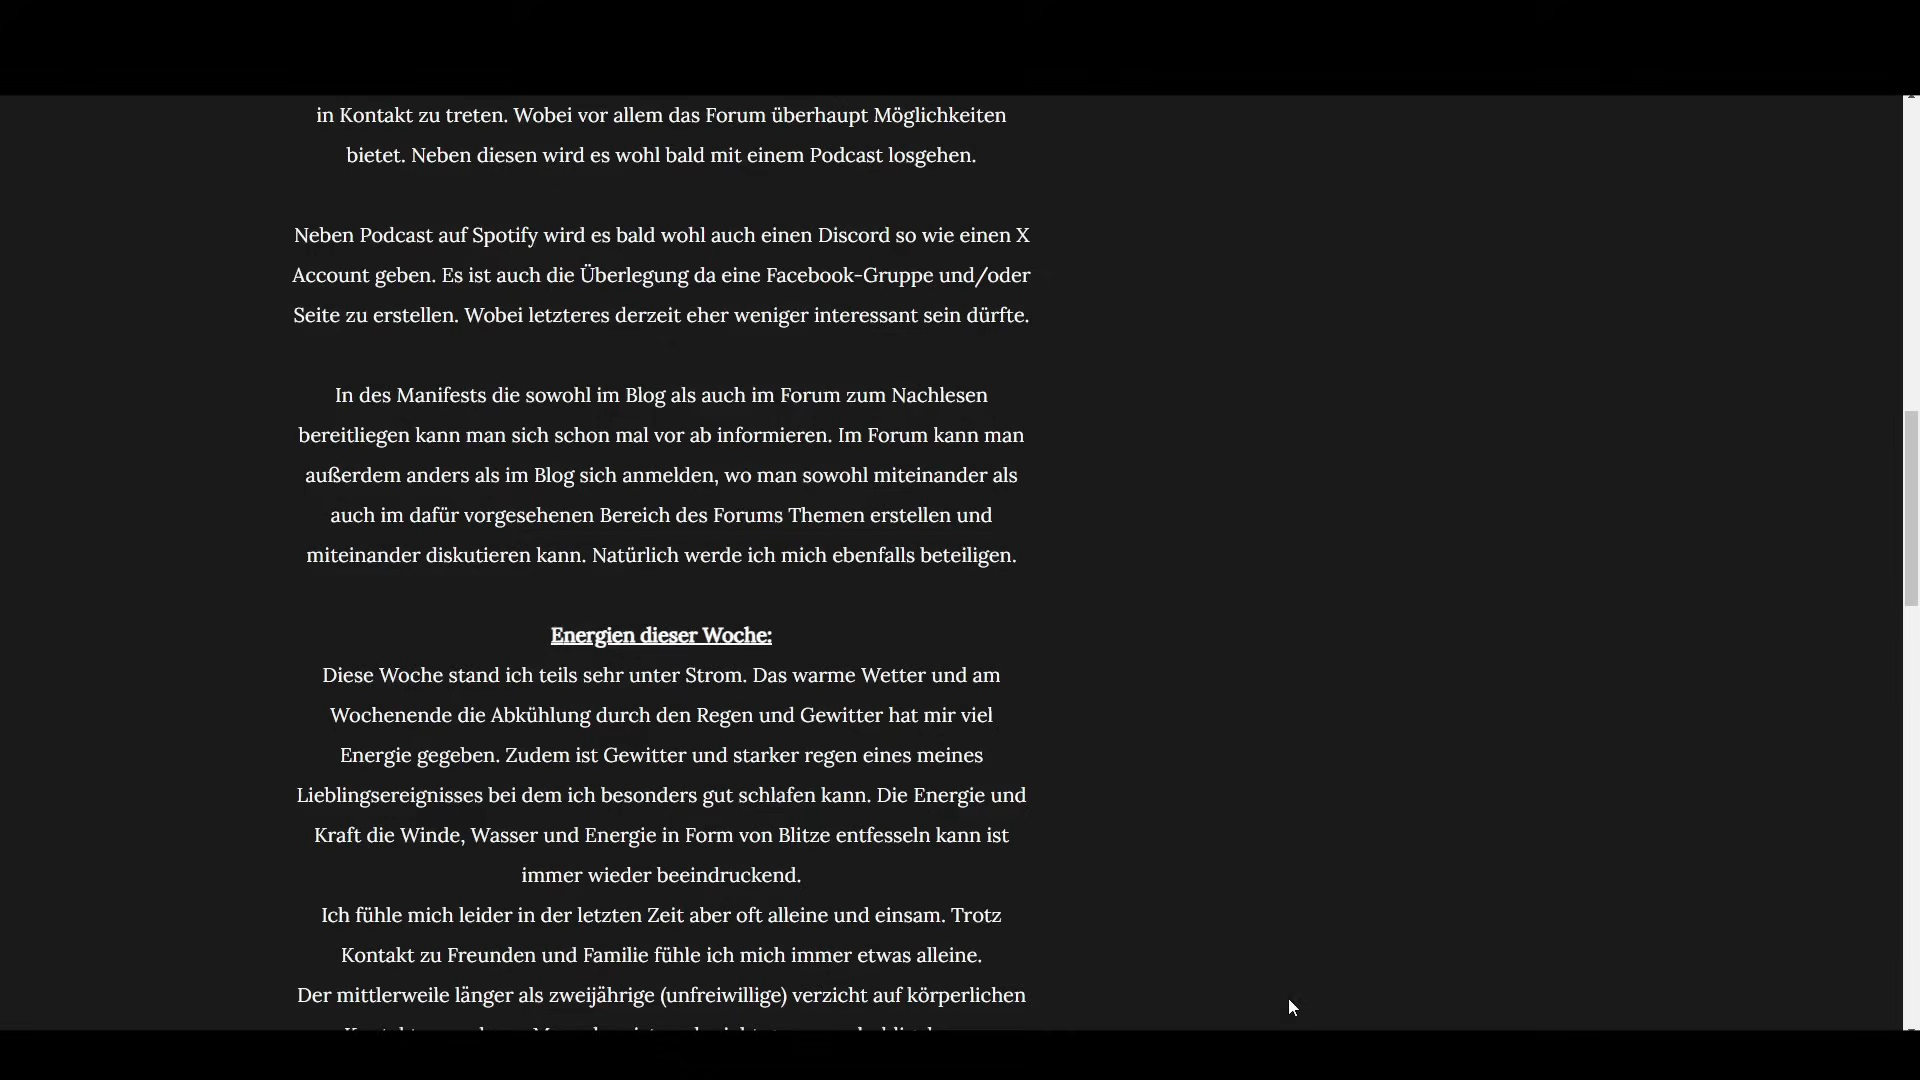 in Kontakt zu treten. Wobei vor allem das Forum überhaupt Möglichkeiten
bietet. Neben diesen wird es wohl bald mit einem Podcast losgehen.
Neben Podcast auf Spotify wird es bald wohl auch einen Discord so wie einen X
Account geben. Es ist auch die Überlegung da eine Facebook-Gruppe und/oder
Seite zu erstellen. Wobei letzteres derzeit eher weniger interessant sein dürfte.
In des Manifests die sowohl im Blog als auch im Forum zum Nachlesen
bereitliegen kann man sich schon mal vor ab informieren. Im Forum kann man
außerdem anders als im Blog sich anmelden, wo man sowohl miteinander als
auch im dafür vorgesehenen Bereich des Forums Themen erstellen und
miteinander diskutieren kann. Natürlich werde ich mich ebenfalls beteiligen.
Energien dieser Woche:
Diese Woche stand ich teils sehr unter Strom. Das warme Wetter und am
Wochenende die Abkühlung durch den Regen und Gewitter hat mir viel
Energie gegeben. Zudem ist Gewitter und starker regen eines meines
Lieblingsereignisses bei dem ich besonders gut schlafen kann. Die Energie und
Kraft die Winde, Wasser und Energie in Form von Blitze entfesseln kann ist
immer wieder beeindruckend.
Ich fühle mich leider in der letzten Zeit aber oft alleine und einsam. Trotz
Kontakt zu Freunden und Familie fühle ich mich immer etwas alleine.
Der mittlerweile länger als zweijährige (unfreiwillige) verzicht auf körperlichen